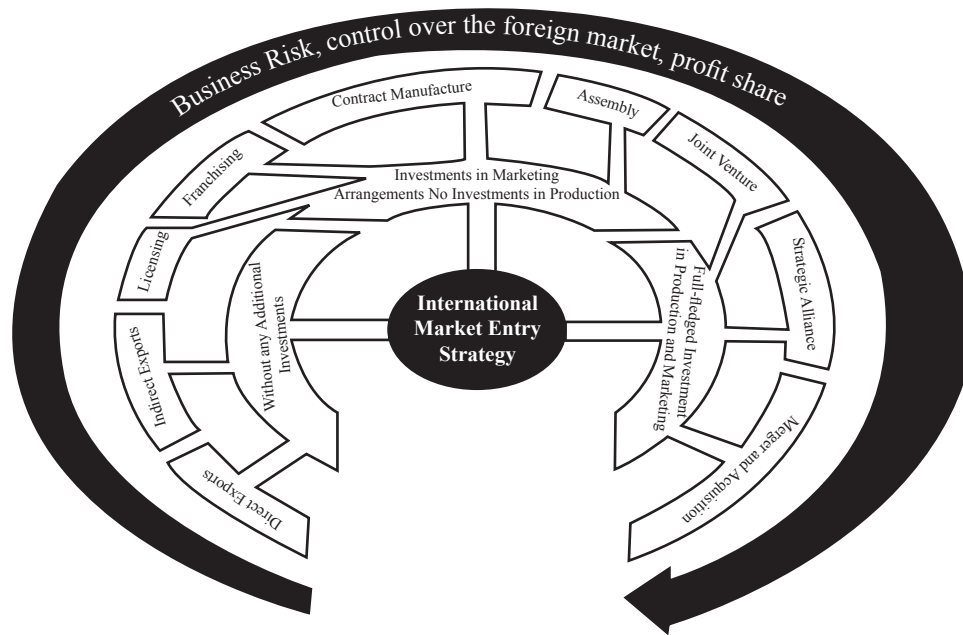 Business Risk, control over the foreign market, profit share
Contract Manufacture
Assembly
Franchising
Joint Venture
Investments in Marketing
Arrangements No Investments in Production
Licensing
Strategic Alliance
Without any Additional
Investments
Full-fledged Investment
in Production and Marketing
International
Market Entry
Strategy
Indirect Exports
Merger and Acquisition
Direct Exports